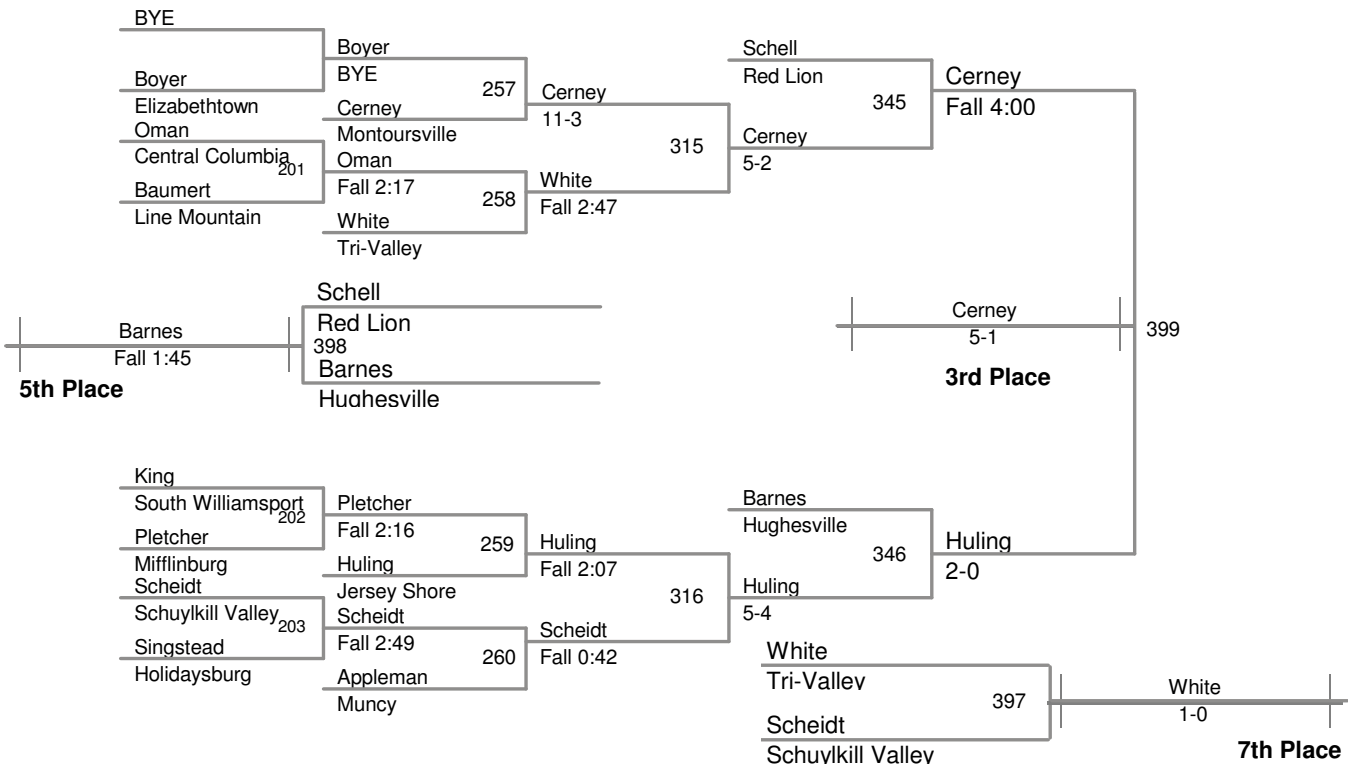 BYE
Boyer
BYE
Boyer
Elizabethtown
257
Cerney
Montoursville
Cerney
11-3
Oman
Central Columbia
201
Baumert
Line Mountain
Oman
Fall 2:17
258
White
Tri-Valley
White
Fall 2:47
315
Schell
Red Lion
345
Cerney
5-2
Cerney
Fall 4:00
Schell
Red Lion
398
Barnes
Hughesville
Barnes
Fall 1:45
5th Place
Cerney
5-1
399
3rd Place
King
South Williamsport
202
Pletcher
Mifflinburg
Pletcher
Fall 2:16
259
Huling
Jersey Shore
Huling
Fall 2:07
Scheidt
Schuylkill Valley
203
Singstead
Holidaysburg
Scheidt
Fall 2:49
260
Appleman
Muncy
Scheidt
Fall 0:42
316
Barnes
Hughesville
346
Huling
5-4
Huling
2-0
White
Tri-Valley
397
Scheidt
Schuylkill Valley
White
1-0
7th Place